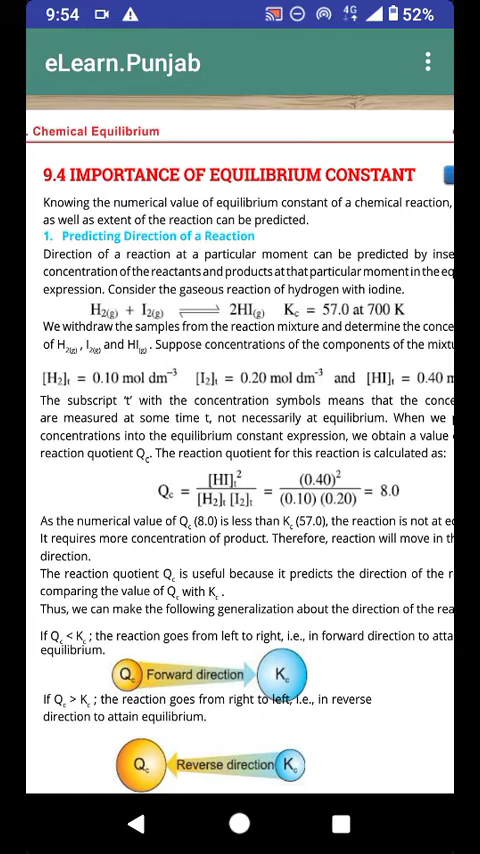 9:54 4G 52%
eLearn.Punjab
. Chemical Equilibrium
9.4 IMPORTANCE OF EQUILIBRIUM CONSTANT
Knowing the numerical value of equilibrium constant of a chemical reaction,
as well as extent of the reaction can be predicted.
1. Predicting Direction of a Reaction
Direction of a reaction at a particular moment can be predicted by inse
concentration of the reactants and products at that particular moment in the eq
expression. Consider the gaseous reaction of hydrogen with iodine.
H₂(g) + I₂(g) ⇌ 2HI(g) Kc = 57.0 at 700 K
We withdraw the samples from the reaction mixture and determine the conce
of H₂(g), I₂(g) and HI(g). Suppose concentrations of the components of the mixtu
[H₂]t = 0.10 mol dm⁻³ [I₂]t = 0.20 mol dm⁻³ and [HI]t = 0.40 m
The subscript 't' with the concentration symbols means that the conce
are measured at some time t, not necessarily at equilibrium. When we p
concentrations into the equilibrium constant expression, we obtain a value
reaction quotient Qc. The reaction quotient for this reaction is calculated as:
Qc = [HI]t² / [H₂]t [I₂]t = (0.40)² / (0.10) (0.20) = 8.0
As the numerical value of Qc (8.0) is less than Kc (57.0), the reaction is not at eq
It requires more concentration of product. Therefore, reaction will move in th
direction.
The reaction quotient Qc is useful because it predicts the direction of the r
comparing the value of Qc with Kc.
Thus, we can make the following generalization about the direction of the rea
If Qc < Kc; the reaction goes from left to right, i.e., in forward direction to atta
equilibrium.
Qc Forward direction Kc
If Qc > Kc; the reaction goes from right to left, i.e., in reverse
direction to attain equilibrium.
Qc Reverse direction Kc